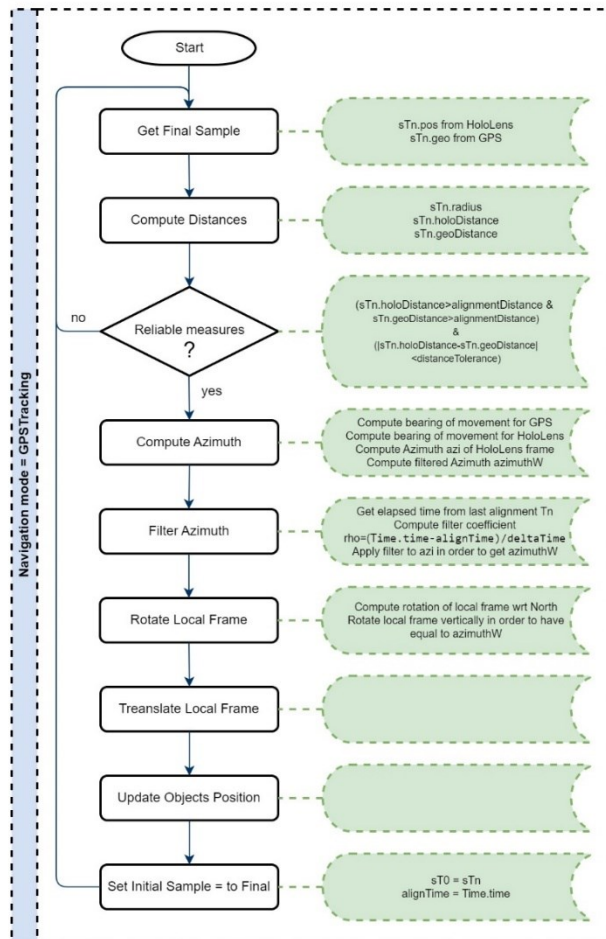 Navigation mode = GPSTracking
Start
Get Final Sample
sTn.pos from HoloLens
sTn.geo from GPS
Compute Distances
sTn.radius
sTn.holoDistance
sTn.geoDistance
no
Reliable measures
?
(sTn.holoDistance>alignmentDistance &
sTn.geoDistance>alignmentDistance)
&
(|sTn.holoDistance-sTn.geoDistance|
<distanceTolerance)
yes
Compute Azimuth
Compute bearing of movement for GPS
Compute bearing of movement for HoloLens
Compute Azimuth azi of HoloLens frame
Compute filtered Azimuth azimuthW
Filter Azimuth
Get elapsed time from last alignment Tn
Compute filter coefficient
rho=(Time.time-alignTime)/deltaTime
Apply filter to azi in order to get azimuthW
Rotate Local Frame
Compute rotation of local frame wrt North
Rotate local frame vertically in order to have
equal to azimuthW
Treanslate Local Frame
Update Objects Position
Set Initial Sample = to Final
sT0 = sTn
alignTime = Time.time